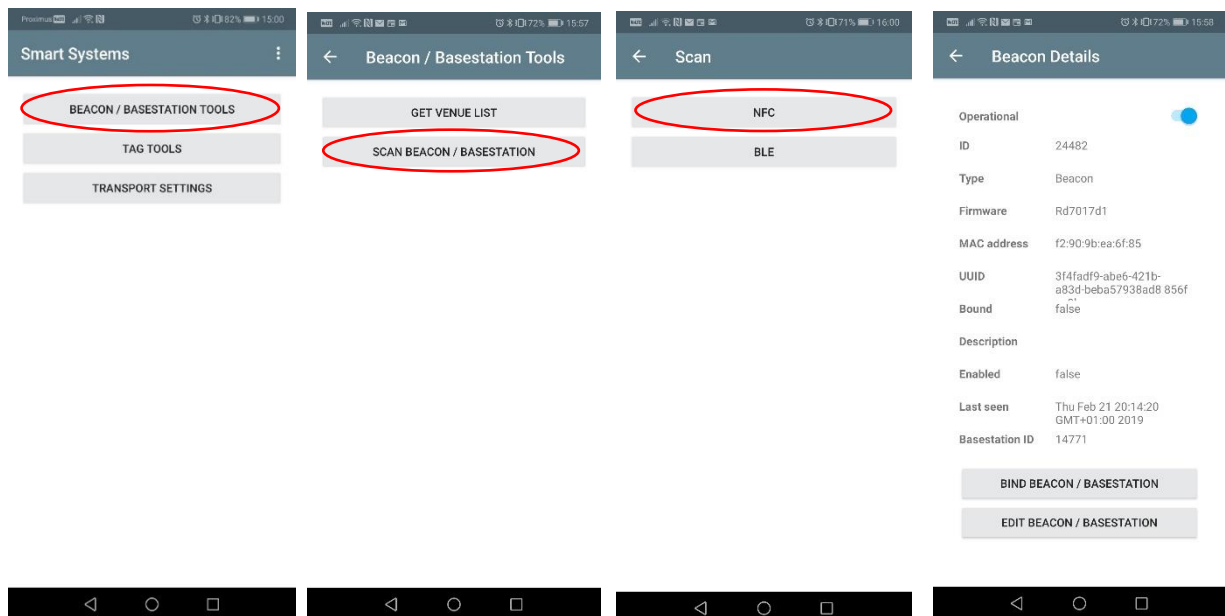 Proximus
82% 15:00
Smart Systems
BEACON / BASESTATION TOOLS
TAG TOOLS
TRANSPORT SETTINGS
72% 15:57
Beacon / Basestation Tools
GET VENUE LIST
SCAN BEACON / BASESTATION
71% 16:00
Scan
NFC
BLE
72% 15:58
Beacon Details
Operational
ID 24482
Type Beacon
Firmware Rd7017d1
MAC address f2:90:9b:ea:6f:85
UUID 3f4fadf9-abe6-421b-
a83d-beba57938ad8 856f
Bound false
Description
Enabled false
Last seen Thu Feb 21 20:14:20
GMT+01:00 2019
Basestation ID 14771
BIND BEACON / BASESTATION
EDIT BEACON / BASESTATION